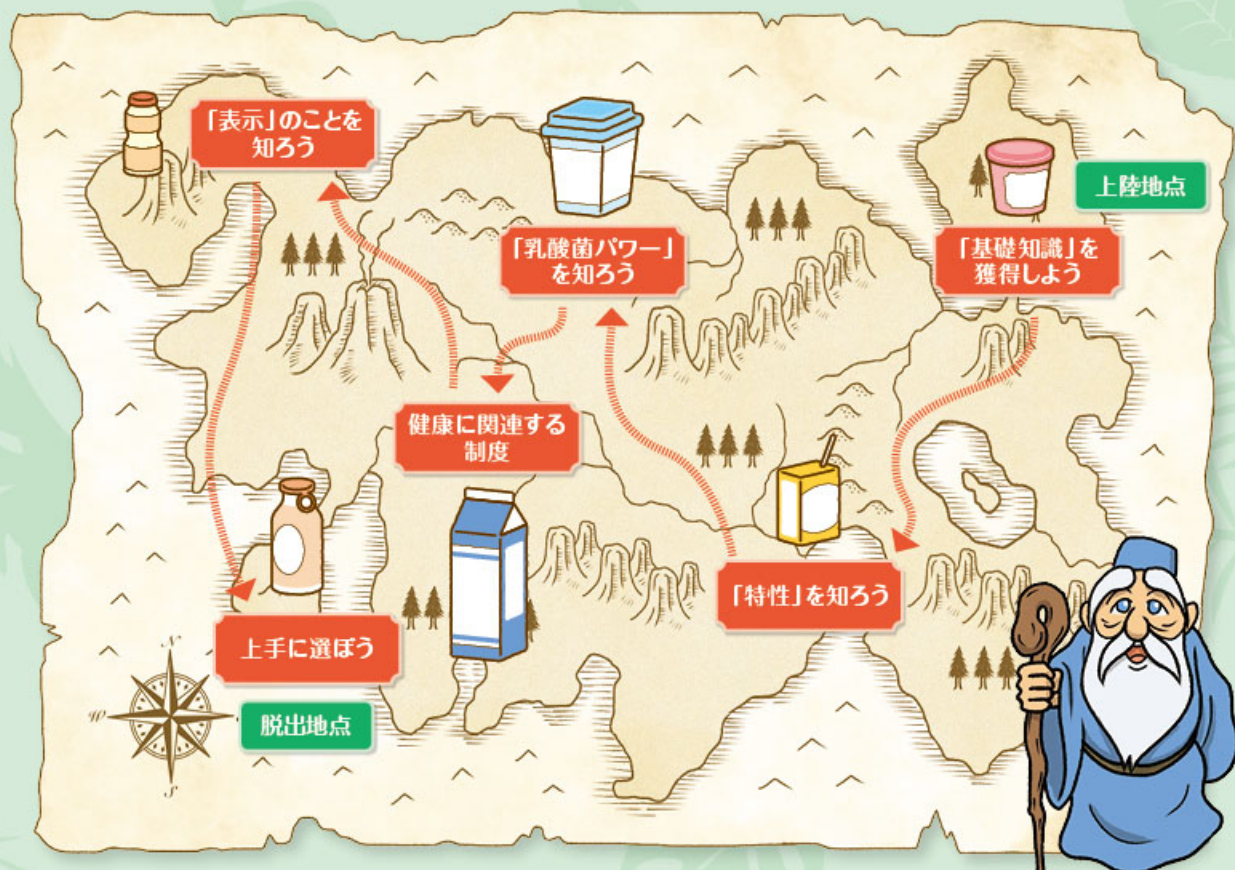 「表示」のことを
知ろう
「乳酸菌パワー」
を知ろう
上陸地点
「基礎知識」を
獲得しよう
健康に関連する
制度
「特性」を知ろう
上手に選ぼう
脱出地点
N
W
S